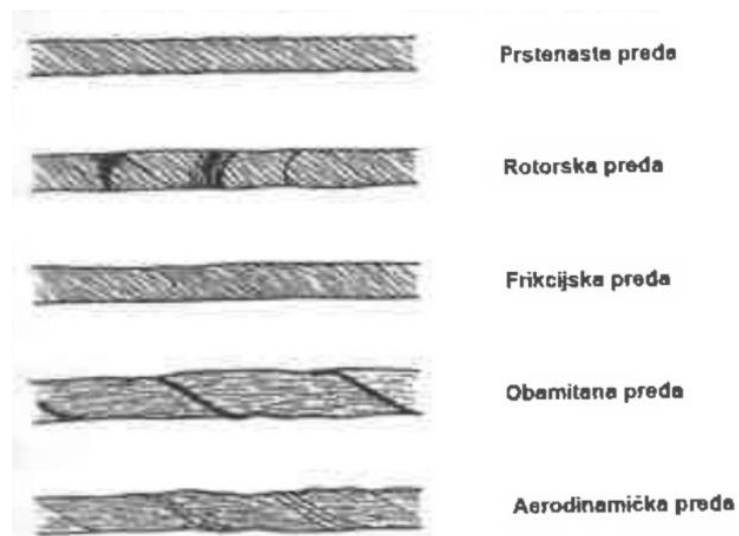 Prstenasta pređa
Rotorska pređa
Frikcijska pređa
Obamitana pređa
Aerodinamička pređa